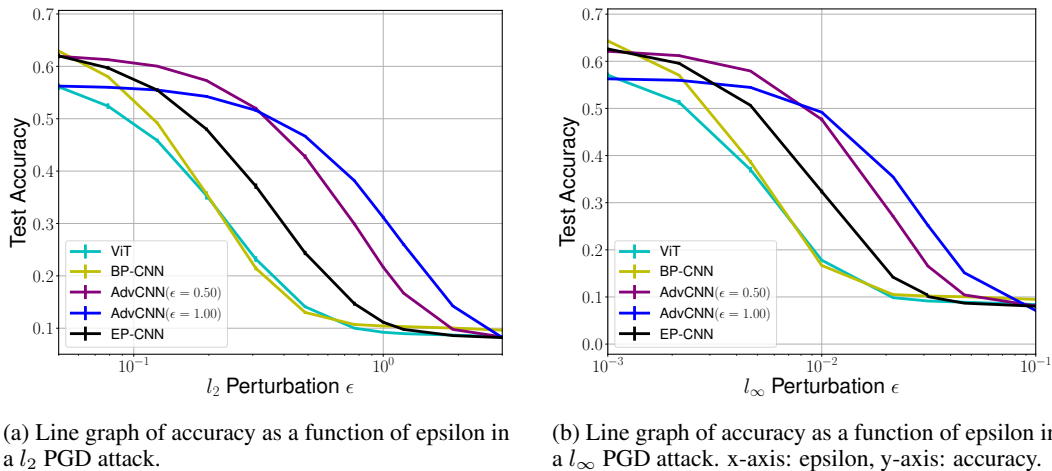 0.7
0.6
0.5
0.4
0.3
0.2
0.1
Test Accuracy
ViT
BP-CNN
AdvCNN(ϵ = 0.50)
AdvCNN(ϵ = 1.00)
EP-CNN
10⁻¹
10⁰
l₂ Perturbation ϵ
0.7
0.6
0.5
0.4
0.3
0.2
0.1
0.0
Test Accuracy
ViT
BP-CNN
AdvCNN(ϵ = 0.50)
AdvCNN(ϵ = 1.00)
EP-CNN
10⁻³
10⁻²
10⁻¹
l∞ Perturbation ϵ
(a) Line graph of accuracy as a function of epsilon in
a l₂ PGD attack.
(b) Line graph of accuracy as a function of epsilon in
a l∞ PGD attack. x-axis: epsilon, y-axis: accuracy.